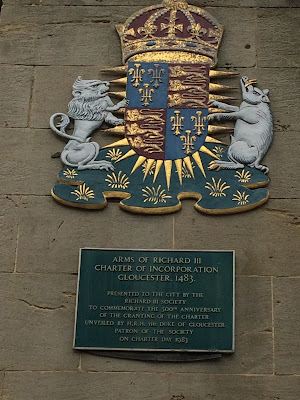 ARMS OF RICHARD III
CHARTER OF INCORPORATION
GLOUCESTER, 1483.
PRESENTED TO THE CITY BY THE
RICHARD III SOCIETY
TO COMMEMORATE THE 500TH ANNIVERSARY
OF THE GRANTING OF THE CHARTER
UNVEILED BY H.R.H. THE DUKE OF GLOUCESTER
PATRON OF THE SOCIETY
ON CHARTER DAY 1983